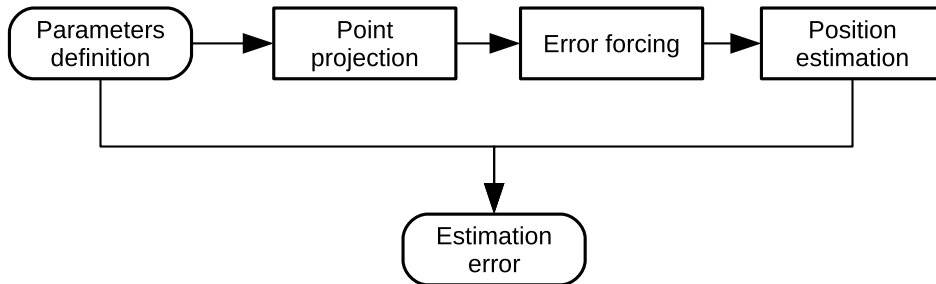 Parameters
definition
Point
projection
Error forcing
Position
estimation
Estimation
error